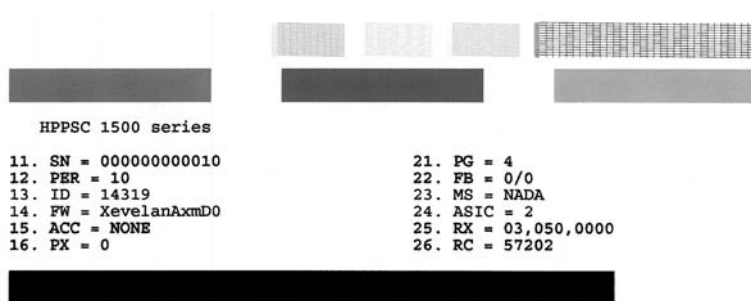 HPPSC 1500 series
11. SN = 000000000010
12. PER = 10
13. ID = 14319
14. FW = XevelanAxmD0
15. ACC = NONE
16. PX = 0
21. PG = 4
22. FB = 0/0
23. MS = NADA
24. ASIC = 2
25. RX = 03,050,0000
26. RC = 57202